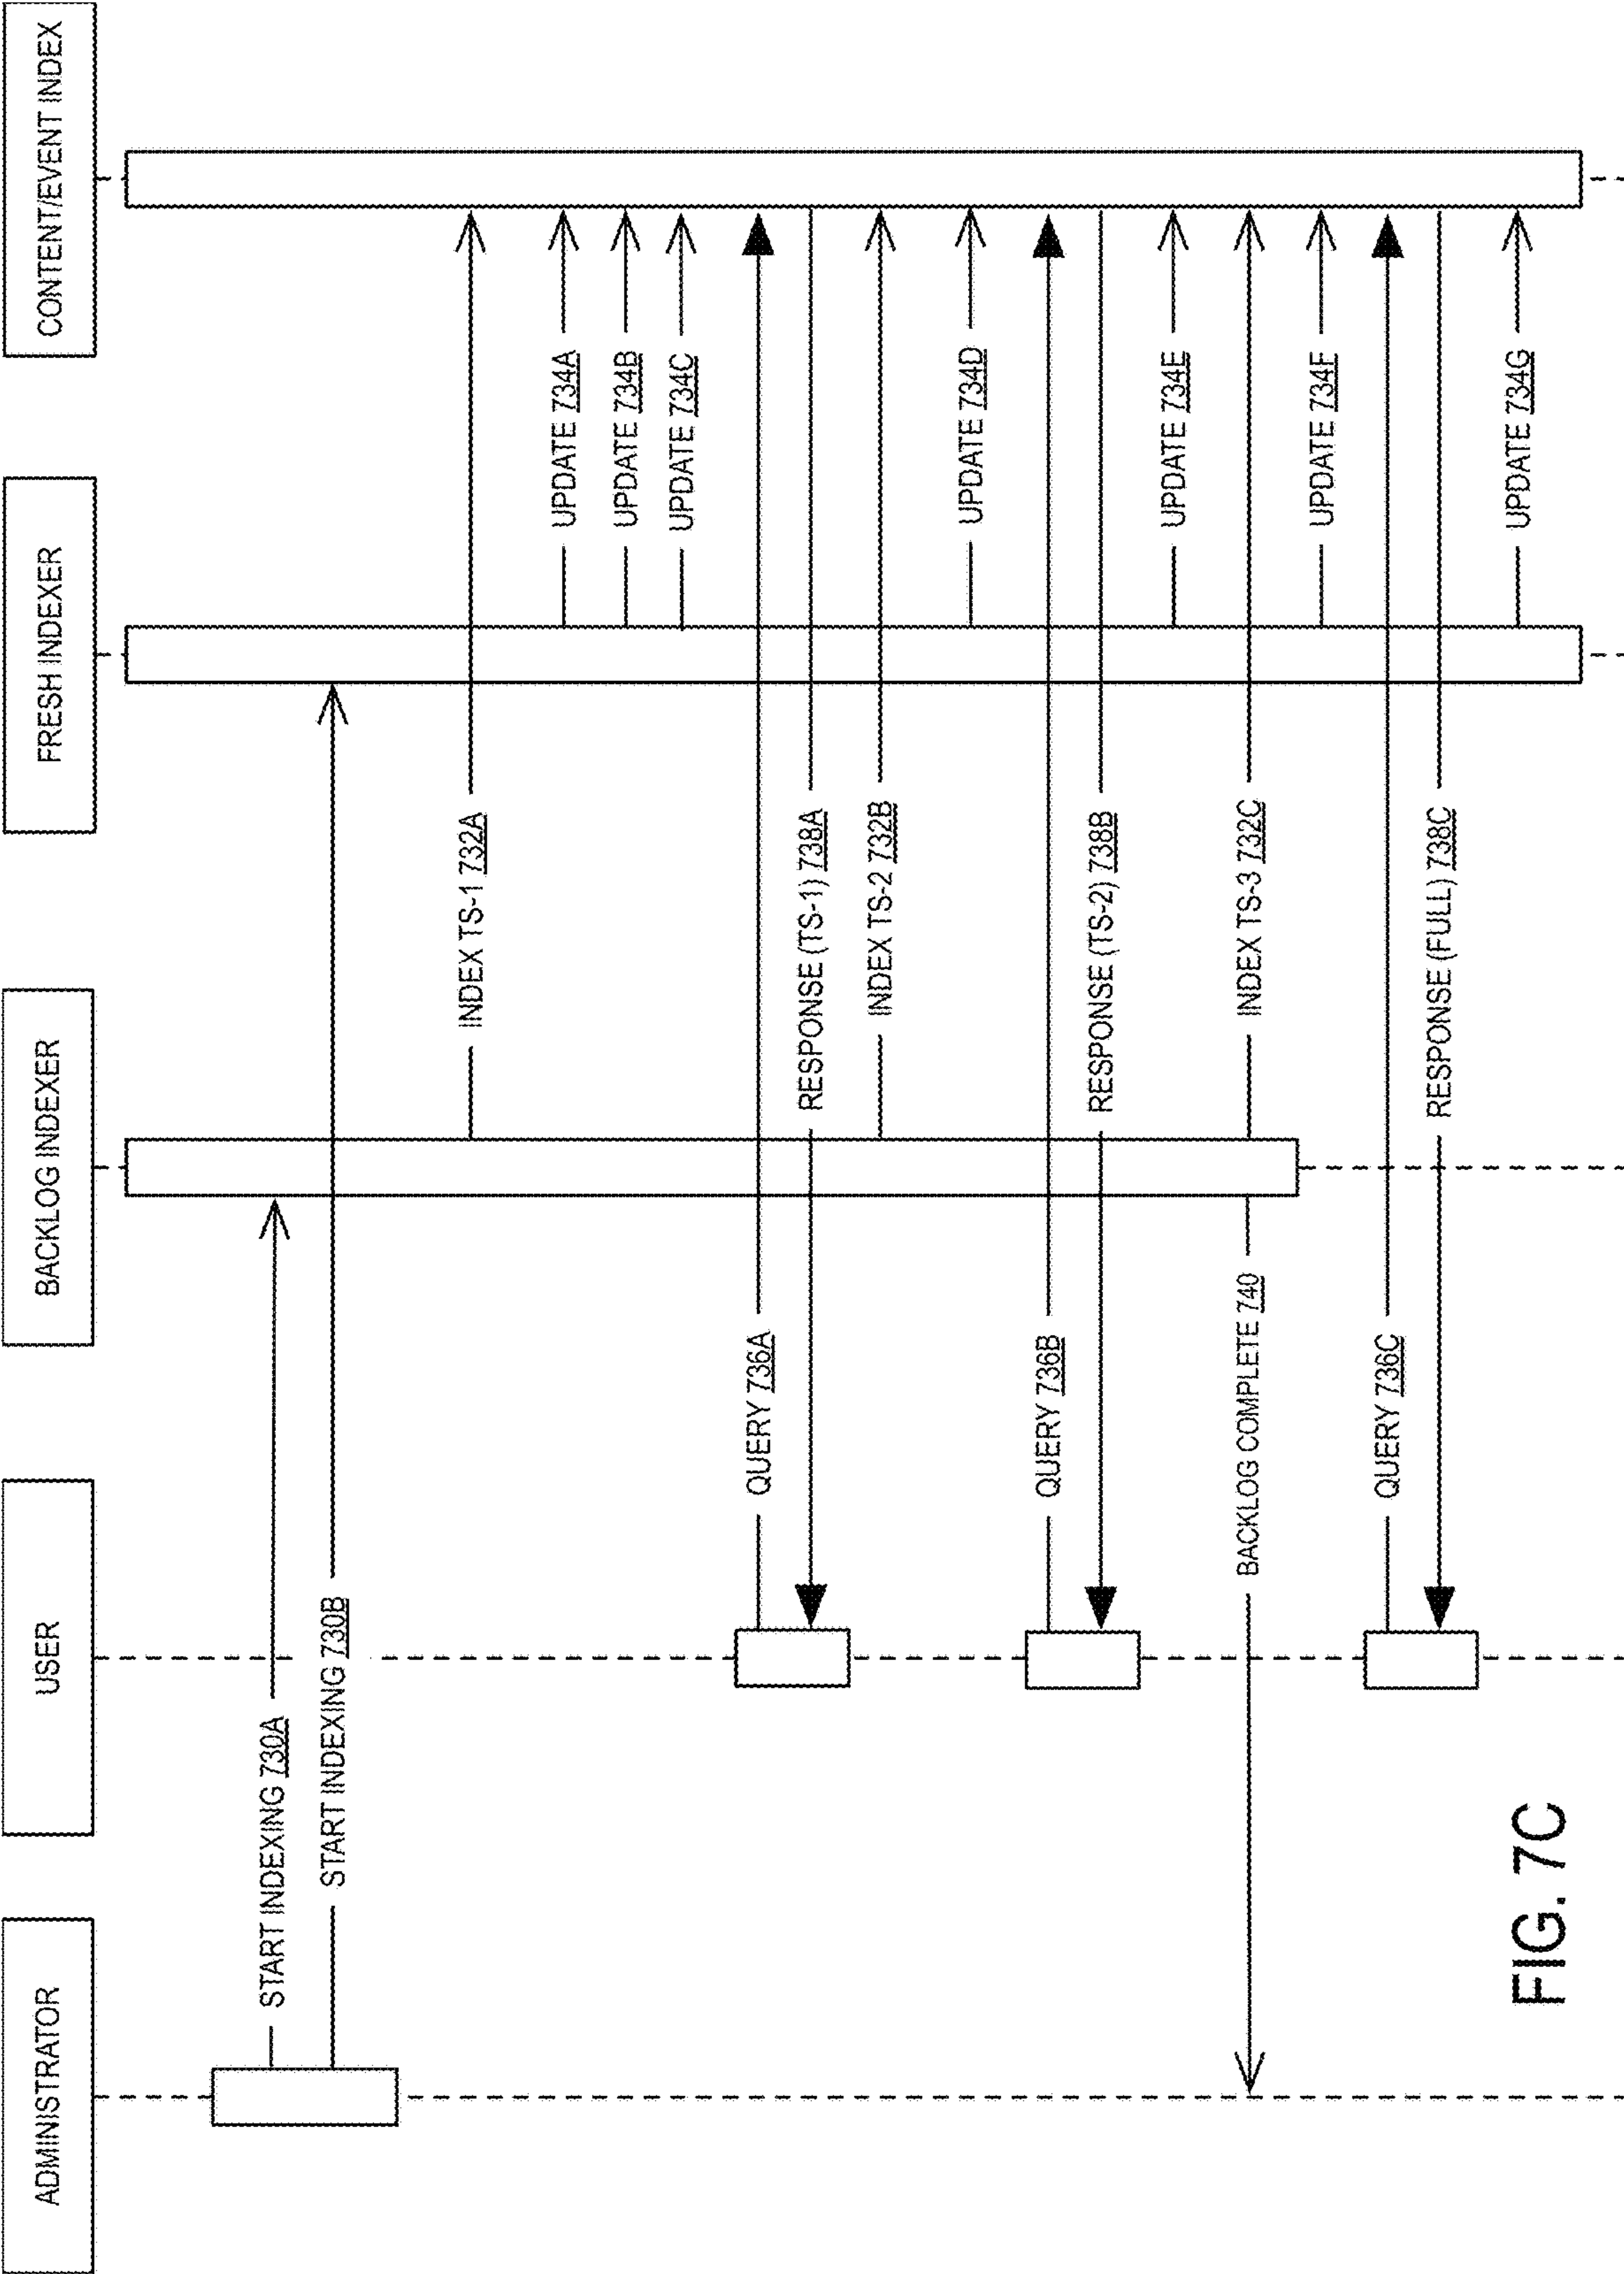 ADMINISTRATOR
USER
BACKLOG INDEXER
FRESH INDEXER
CONTENT/EVENT INDEX
START INDEXING 730A
START INDEXING 730B
INDEX TS-1 732A
UPDATE 734A
UPDATE 734B
UPDATE 734C
QUERY 736A
RESPONSE (TS-1) 738A
INDEX TS-2 732B
UPDATE 734D
QUERY 736B
RESPONSE (TS-2) 738B
UPDATE 734E
BACKLOG COMPLETE 740
INDEX TS-3 732C
UPDATE 734F
QUERY 736C
RESPONSE (FULL) 738C
UPDATE 734G
FIG. 7C